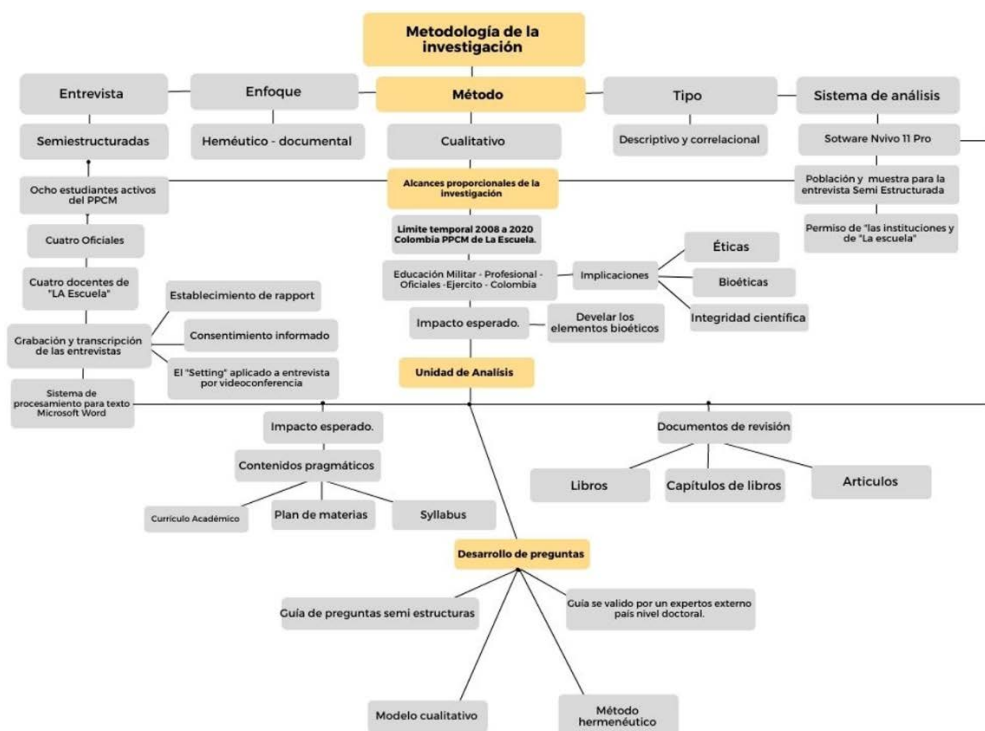 Metodología de la
investigación
Entrevista
Enfoque
Método
Tipo
Sistema de análisis
Semiestructuradas
Heméutico - documental
Cualitativo
Descriptivo y correlacional
Sotware Nvivo 11 Pro
Ocho estudiantes activos
del PPCM
Alcances proporcionales de la
investigación
Población y muestra para la
entrevista Semi Estructurada
Cuatro Oficiales
Limite temporal 2008 a 2020
Colombia PPCM de La Escuela.
Permiso de "las instituciones y
de "La escuela"
Cuatro docentes de
"LA Escuela"
Educación Militar - Profesional -
Oficiales -Ejercito - Colombia
Implicaciones
Éticas
Bioéticas
Integridad científica
Grabación y transcripción
de las entrevistas
Establecimiento de rapport
Consentimiento informado
El "Setting" aplicado a entrevista
por videoconferencia
Impacto esperado.
Develar los
elementos bioéticos
Sistema de
procesamiento para texto
Microsoft Word
Unidad de Analísis
Impacto esperado.
Contenidos pragmáticos
Currículo Académico
Plan de materias
Syllabus
Documentos de revisión
Libros
Capítulos de libros
Articulos
Desarrollo de preguntas
Guía de preguntas semi estructuras
Guía se valido por un expertos externo
país nivel doctoral.
Modelo cualitativo
Método
hermenéutico